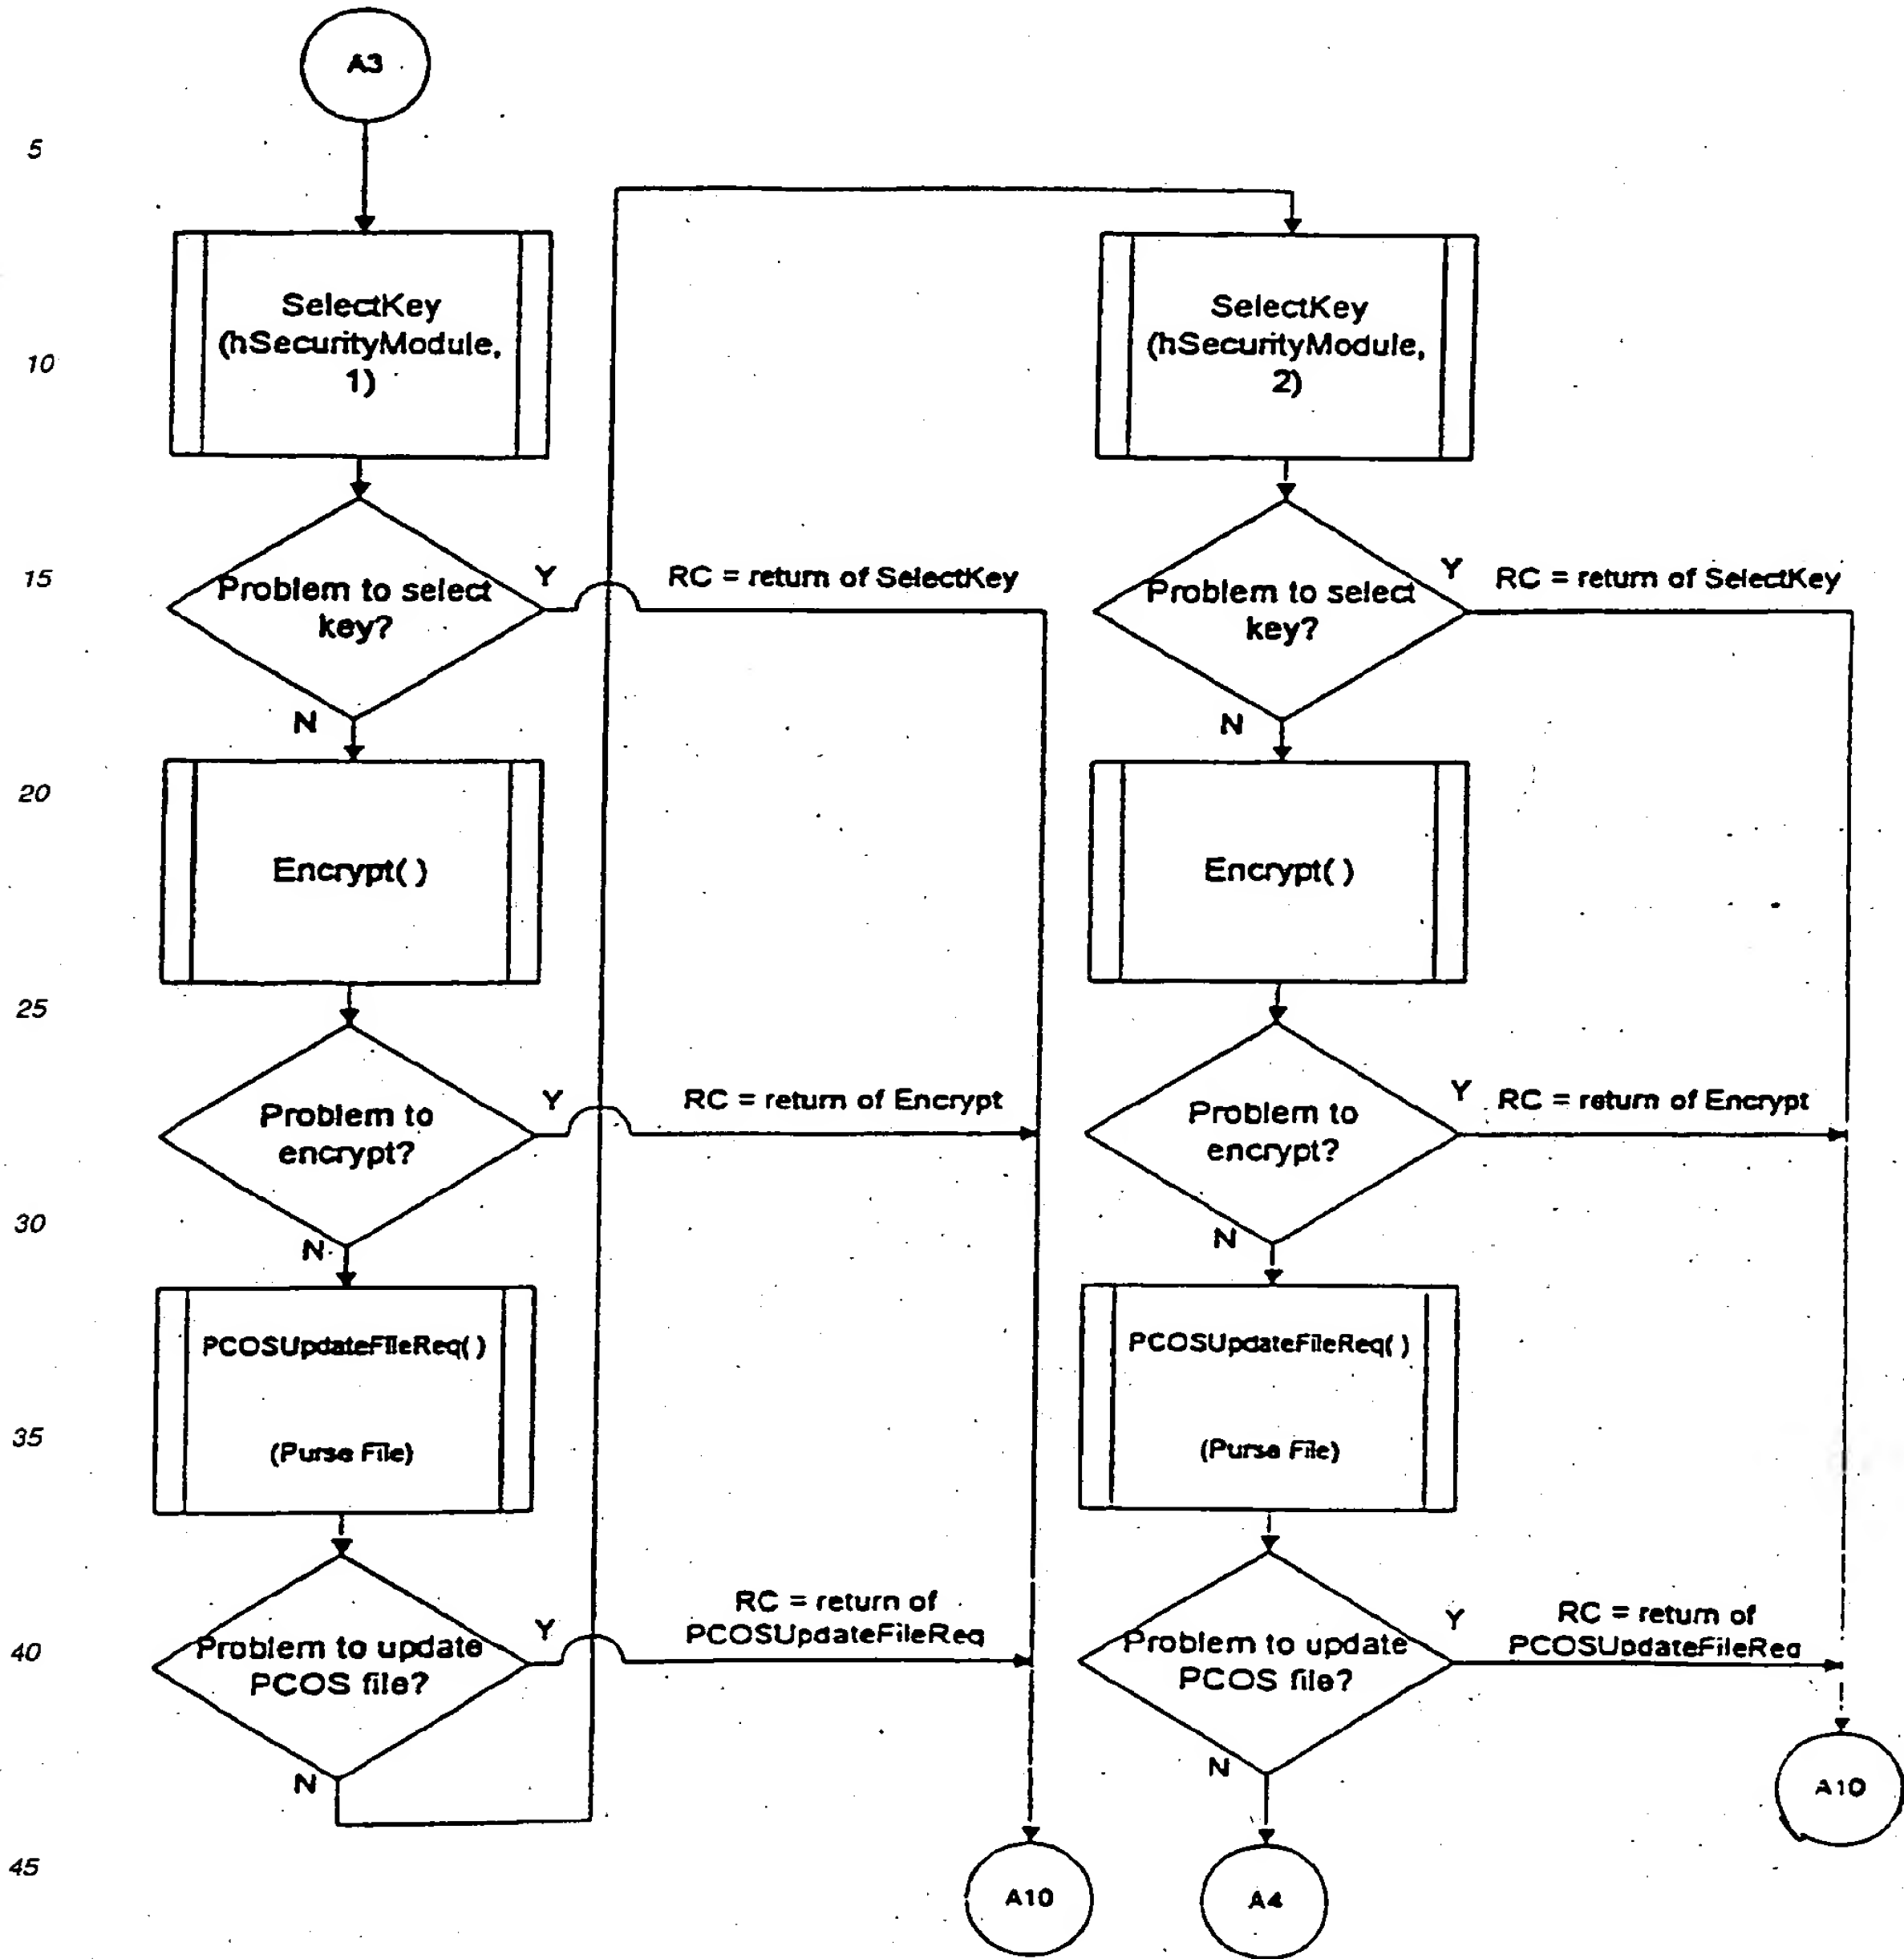 A3
5
SelectKey
(hSecurityModule,
1)
SelectKey
(hSecurityModule,
2)
10
Problem to select
key?
Y
RC = return of SelectKey
Problem to select
key?
Y
RC = return of SelectKey
15
N
N
20
Encrypt( )
Encrypt( )
25
Problem to
encrypt?
Y
RC = return of Encrypt
Problem to
encrypt?
Y
RC = return of Encrypt
30
N
N
PCOSUpdateFileReq( )
(Purse File)
PCOSUpdateFileReq( )
(Purse File)
35
Problem to update
PCOS file?
Y
RC = return of
PCOSUpdateFileReq
Problem to update
PCOS file?
Y
RC = return of
PCOSUpdateFileReq
40
N
N
A10
45
A10
A4